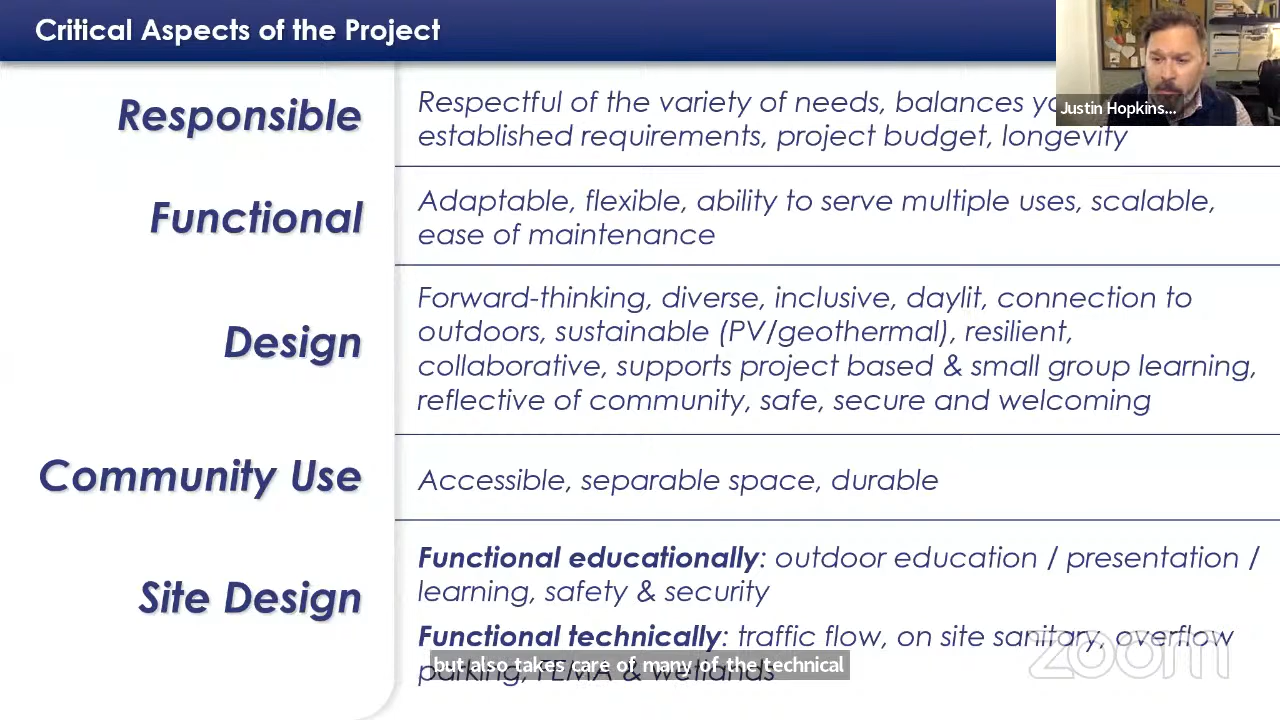 Critical Aspects of the Project
Justin Hopkins...
Responsible
Respectful of the variety of needs, balances
established requirements, project budget, longevity
Functional
Adaptable, flexible, ability to serve multiple uses, scalable,
ease of maintenance
Design
Forward-thinking, diverse, inclusive, daylit, connection to
outdoors, sustainable (PV/geothermal), resilient,
collaborative, supports project based & small group learning,
reflective of community, safe, secure and welcoming
Community Use
Accessible, separable space, durable
Site Design
Functional educationally: outdoor education / presentation /
learning, safety & security
Functional technically: traffic flow, on site sanitary, overflow
parking, FEMA & wetlands
but also takes care of many of the technical
zoom